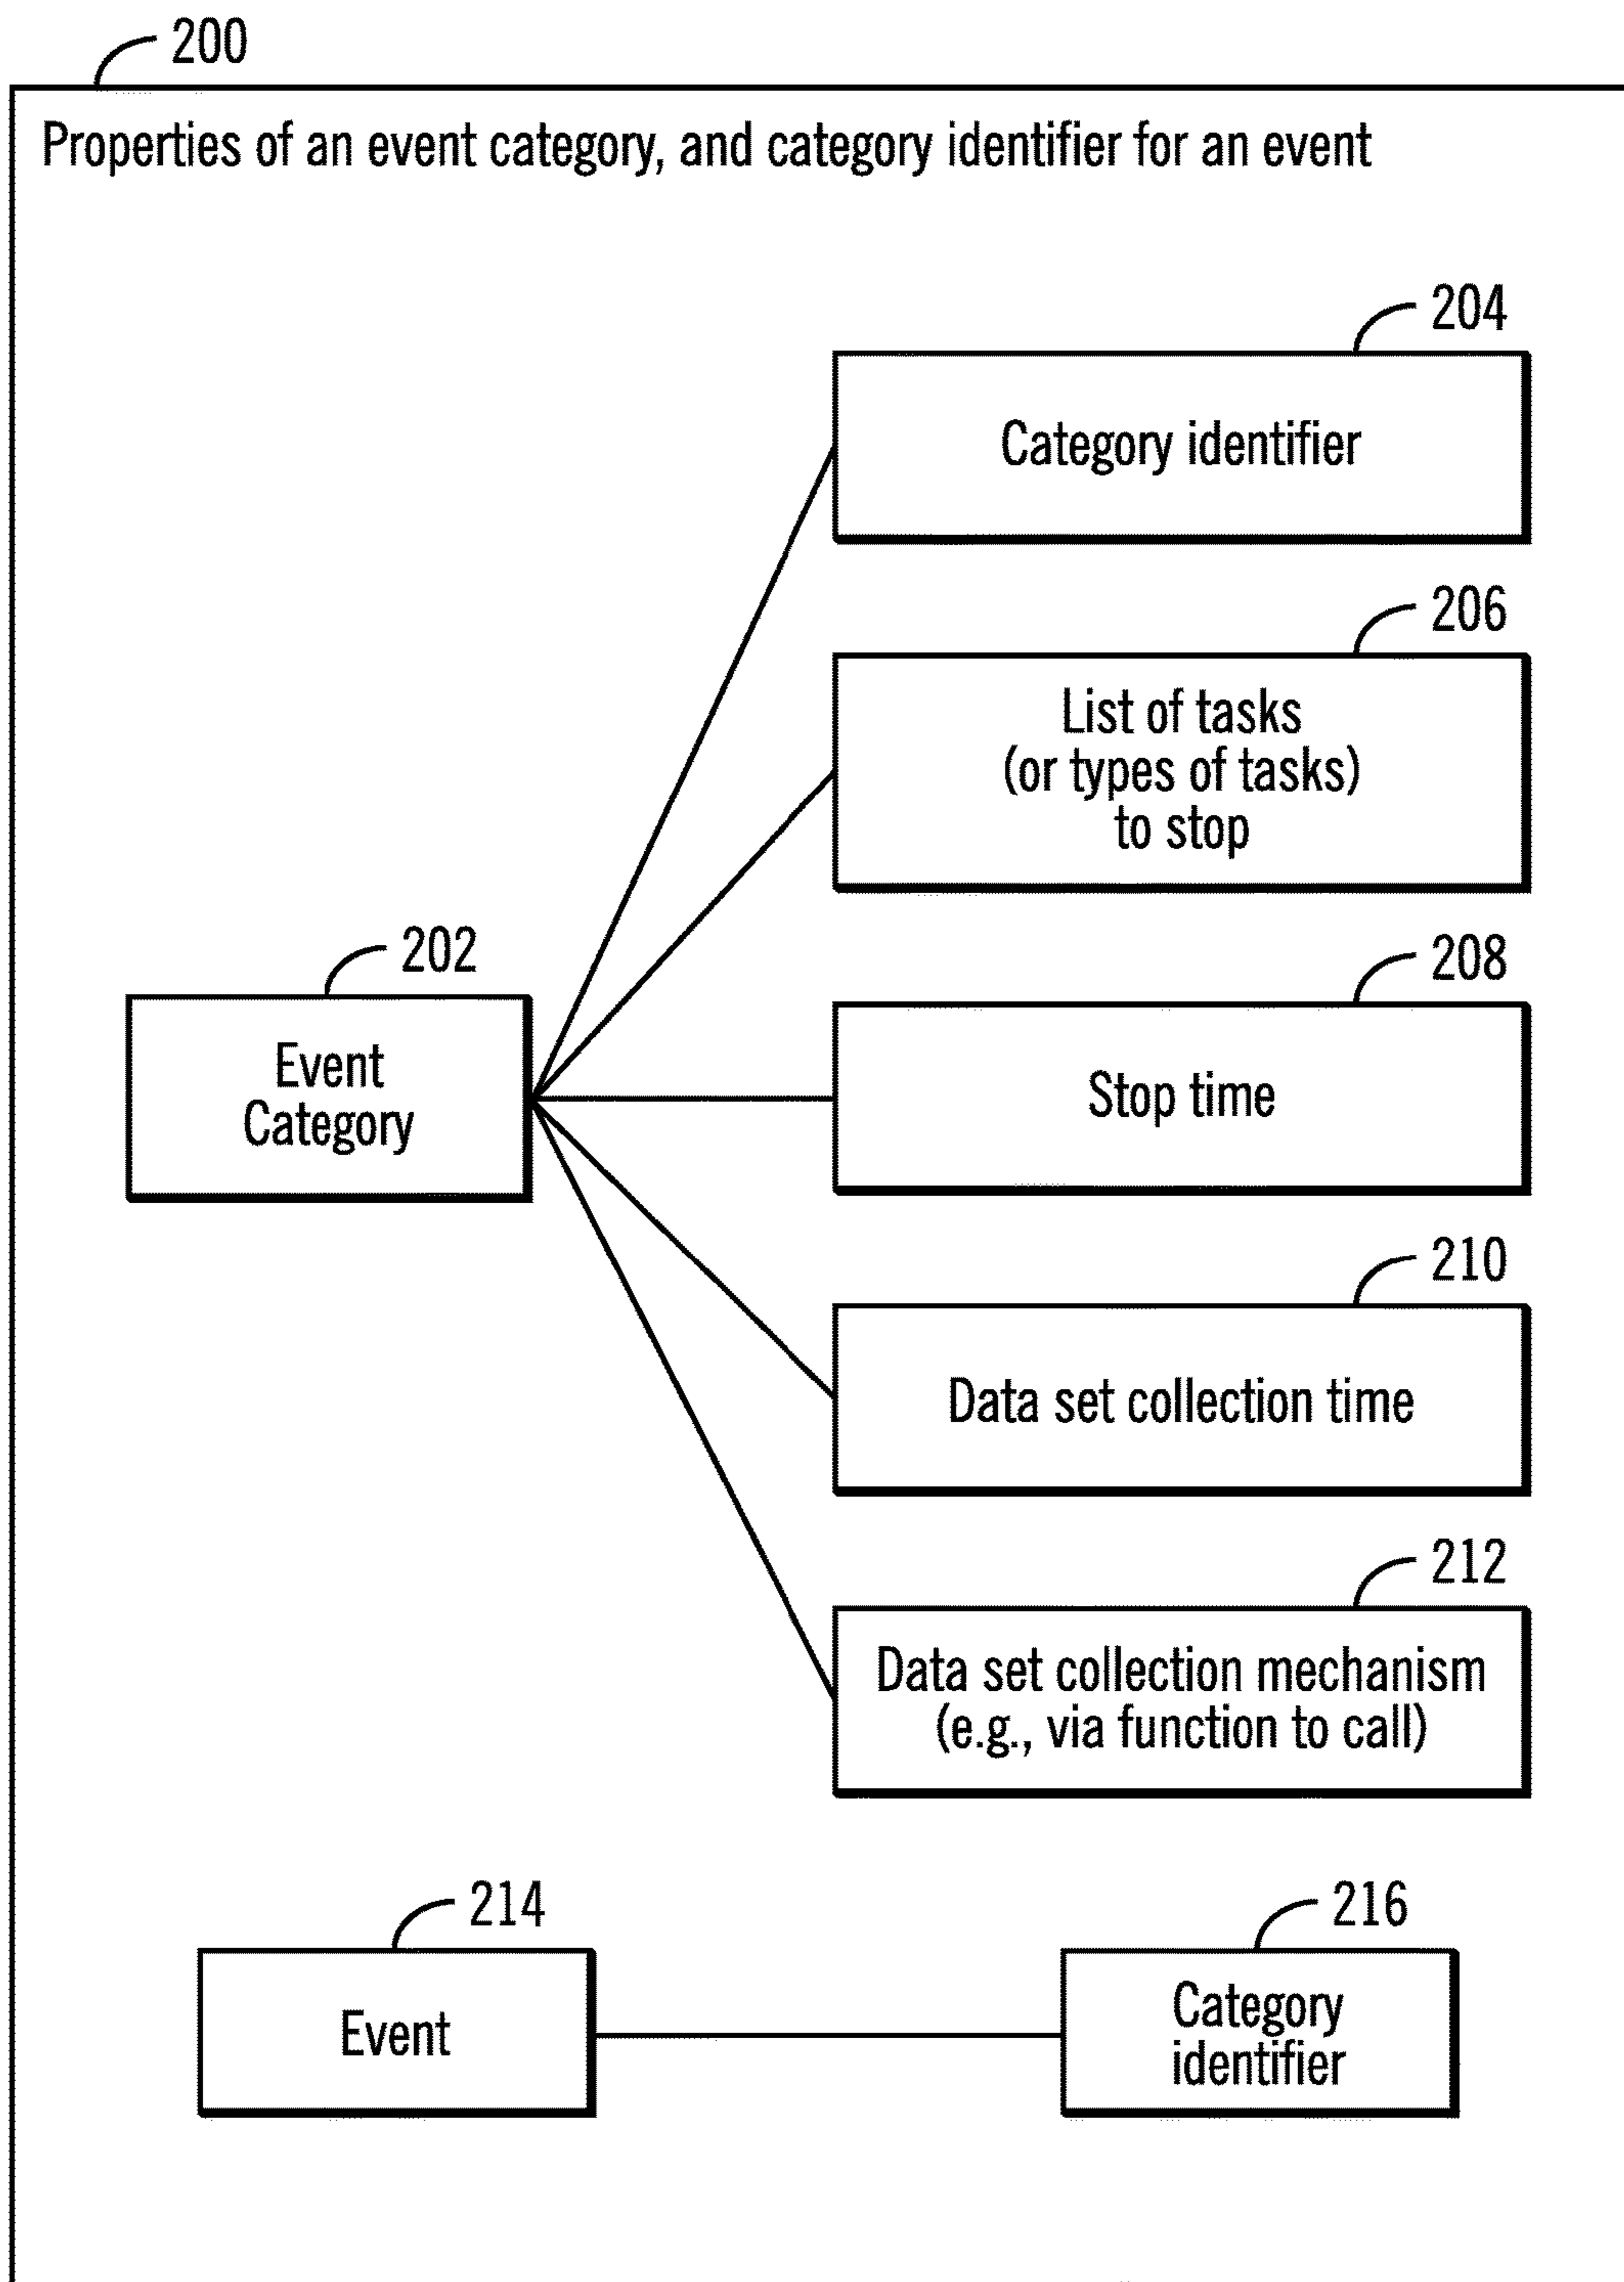 200
Properties of an event category, and category identifier for an event
204
Category identifier
206
List of tasks
(or types of tasks)
to stop
202
Event
Category
208
Stop time
210
Data set collection time
212
Data set collection mechanism
(e.g., via function to call)
214
Event
216
Category
identifier